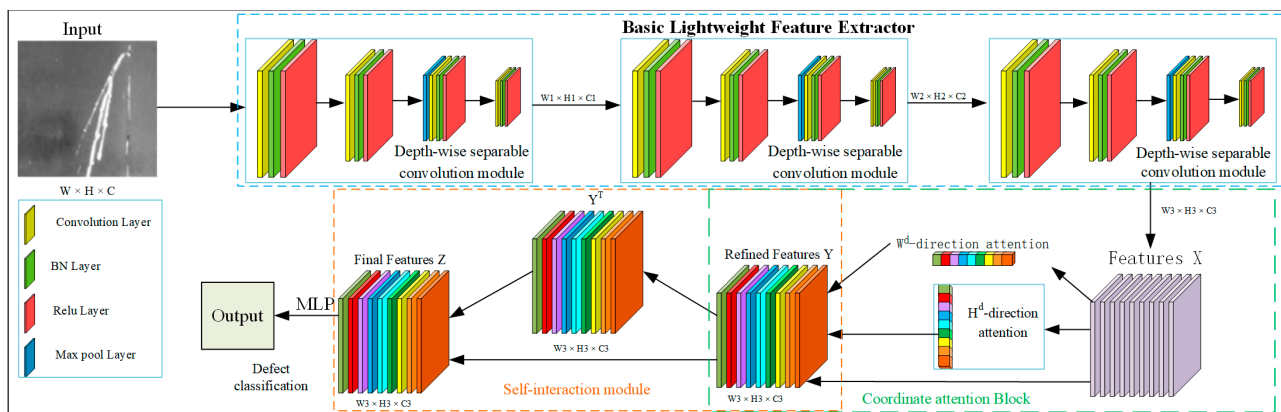 Input
Basic Lightweight Feature Extractor
W × H × C
Depth-wise separable
convolution module
W1 × H1 × C1
Depth-wise separable
convolution module
W2 × H2 × C2
Depth-wise separable
convolution module
W3 × H3 × C3
Convolution Layer
BN Layer
Relu Layer
Max pool Layer
Output
MLP
Defect
classification
Final Features Z
W3 × H3 × C3
Y^T
W3 × H3 × C3
Self-interaction module
Refined Features Y
W3 × H3 × C3
W^d-direction attention
H^d-direction
attention
Features X
Coordinate attention Block